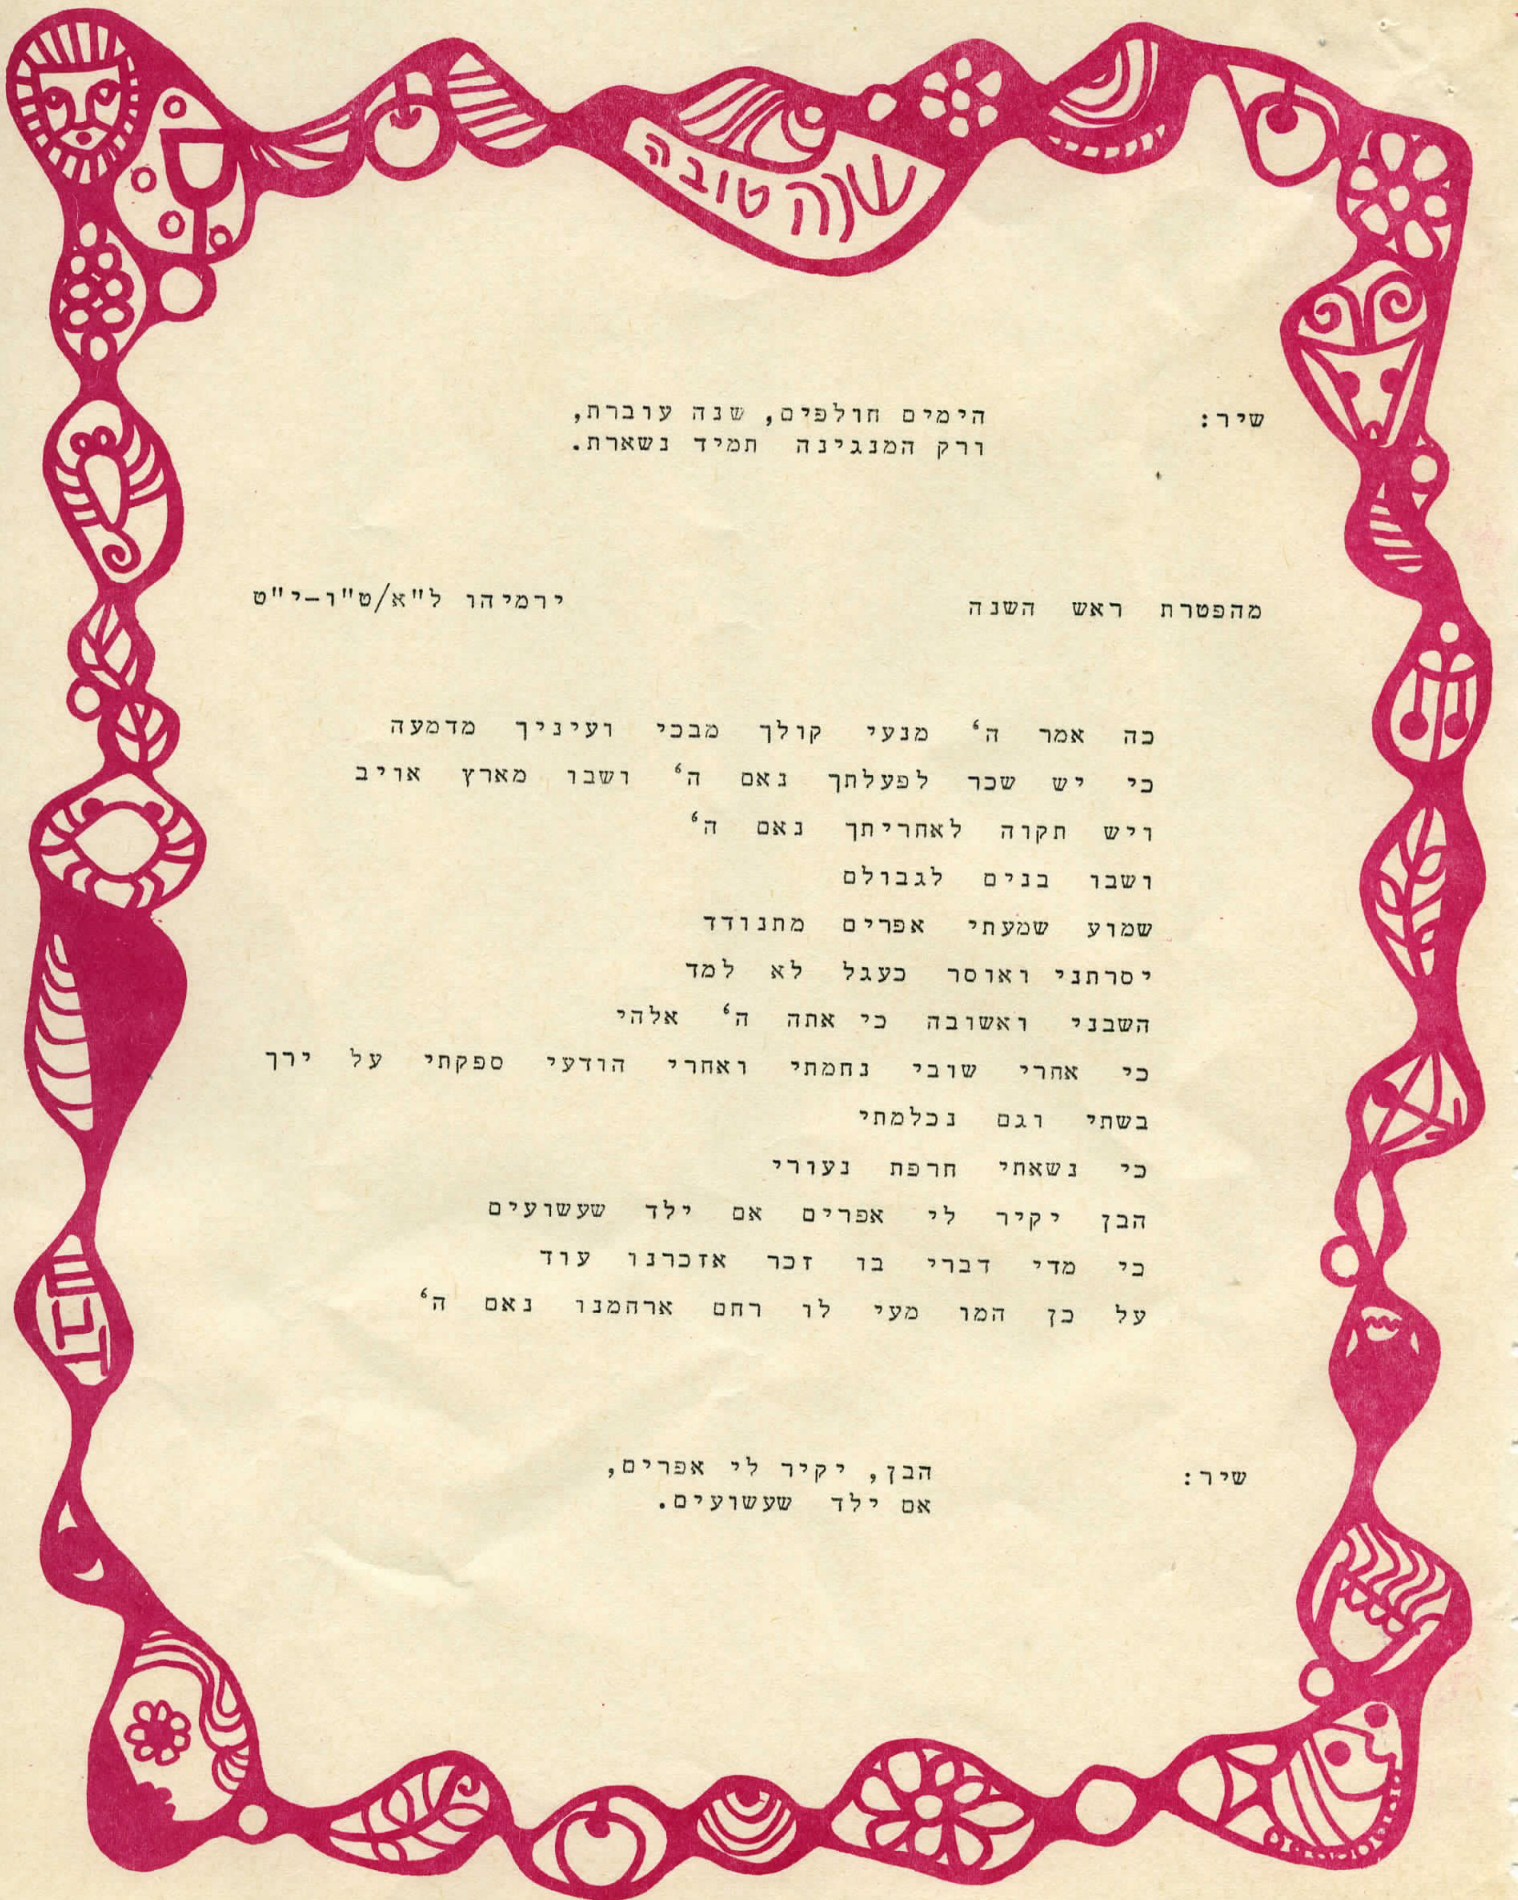 שנה טובה
שיר: הימים חולפים, שנה עוברת,
ורק המנגינה תמיד נשארת.
מהפטרת ראש השנה ירמיהו ל"א/ט"ו-י"ט
כה אמר ה' מנעי קולך מבכי ועיניך מדמעה
כי יש שכר לפעלתך נאם ה' ושבו מארץ אויב
ויש תקוה לאחריתך נאם ה'
ושבו בנים לגבולם
שמוע שמעתי אפרים מתנודד
יסרתני ואוסר כעגל לא למד
השבני ואשובה כי אתה ה' אלהי
כי אחרי שובי נחמתי ואחרי הודעי ספקתי על ירך
בשתי וגם נכלמתי
כי נשאתי חרפת נעורי
הבן יקיר לי אפרים אם ילד שעשועים
כי מדי דברי בו זכר אזכרנו עוד
על כן המו מעי לו רחם ארחמנו נאם ה'
שיר: הבן, יקיר לי אפרים,
אם ילד שעשועים.